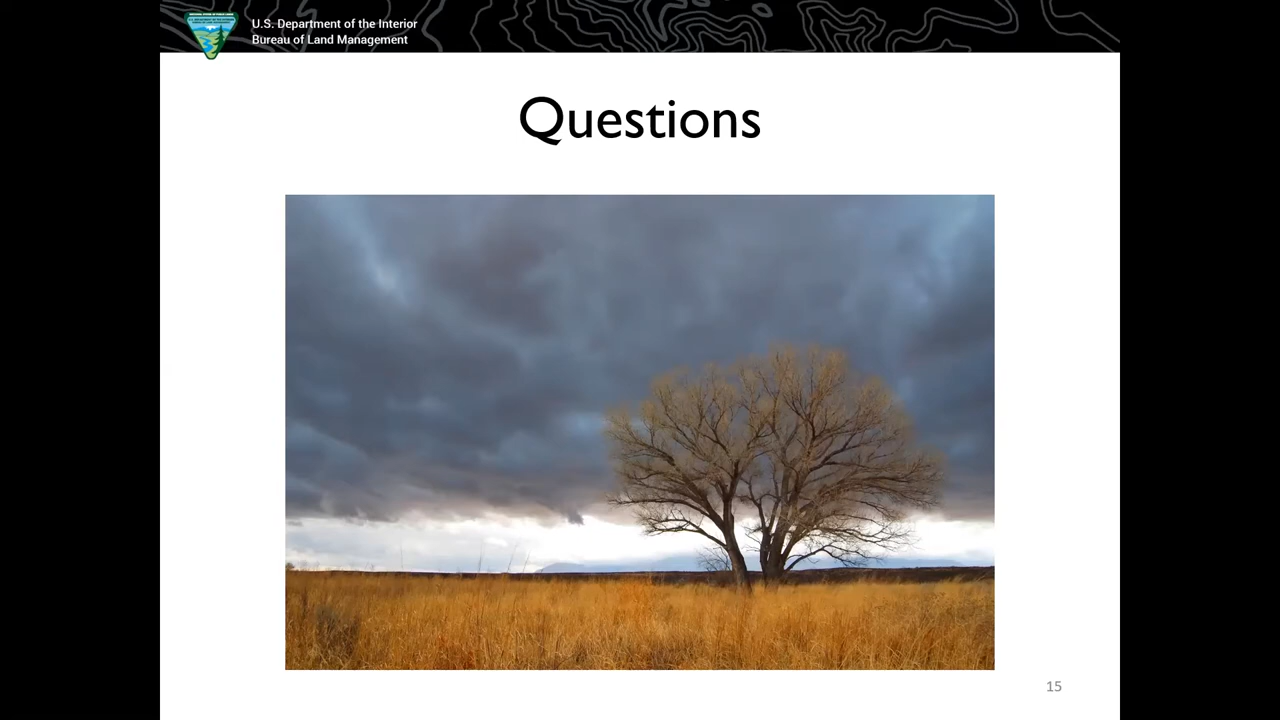 U.S. Department of the Interior
Bureau of Land Management
Questions
15